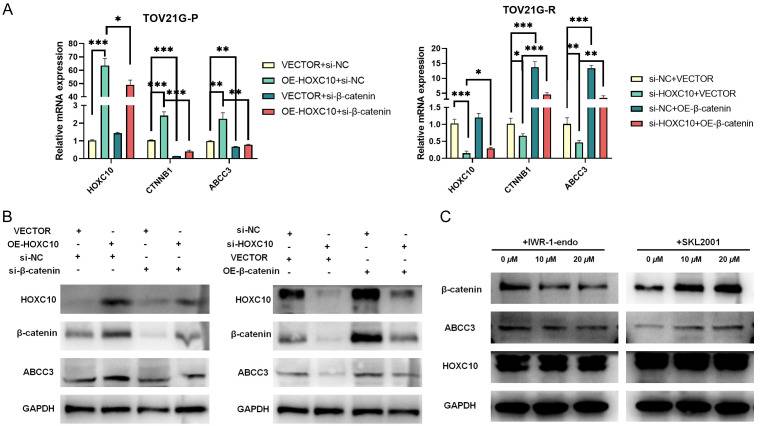 A
TOV21G-P
Relative mRNA expression
80
70
60
50
40
30
4
3
2
1
0
***
*
***
***
***
**
**
**
HOXC10
CTNNB1
ABCC3
VECTOR+si-NC
OE-HOXC10+si-NC
VECTOR+si-β-catenin
OE-HOXC10+si-β-catenin
TOV21G-R
Relative mRNA expression
20
15
10
5
1.5
1.0
0.5
0.0
***
*
***
*
***
***
**
**
HOXC10
CTNNB1
ABCC3
si-NC+VECTOR
si-HOXC10+VECTOR
si-NC+OE-β-catenin
si-HOXC10+OE-β-catenin
B
VECTOR + - + -
OE-HOXC10 - + - +
si-NC + + - -
si-β-catenin - - + +
HOXC10
β-catenin
ABCC3
GAPDH
si-NC + - + -
si-HOXC10 - + - +
VECTOR + + - -
OE-β-catenin - - + +
HOXC10
β-catenin
ABCC3
GAPDH
C
+IWR-1-endo
+SKL2001
0 μM 10 μM 20 μM
0 μM 10 μM 20 μM
β-catenin
ABCC3
HOXC10
GAPDH